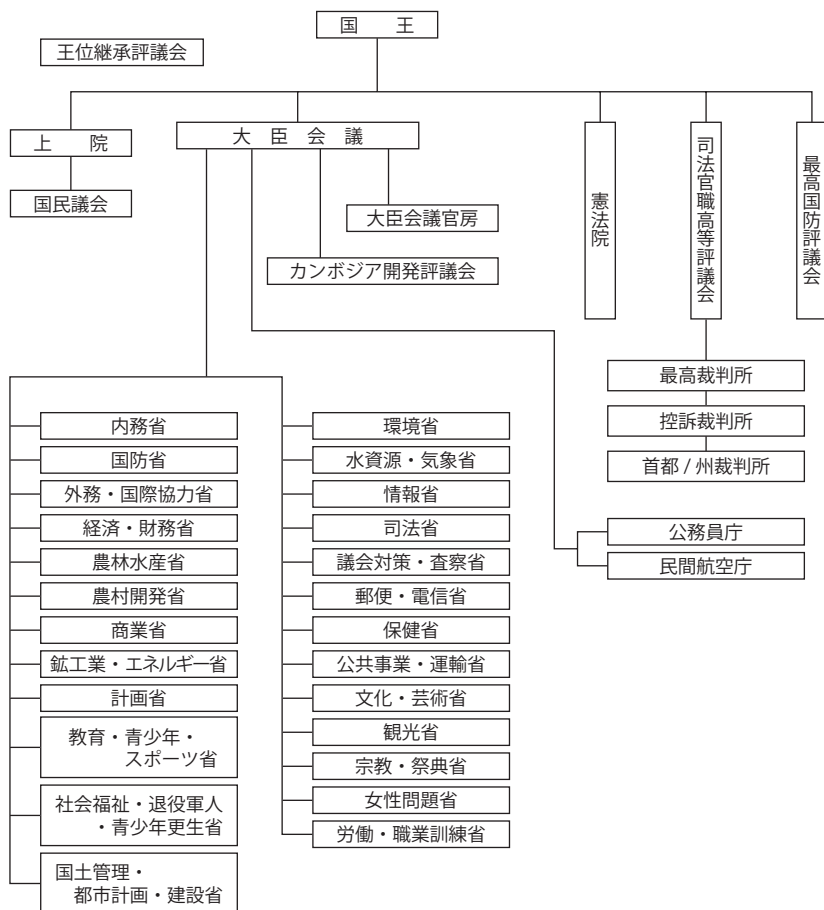 国　王
王位継承評議会
上　院
国民議会
大　臣　会　議
大臣会議官房
カンボジア開発評議会
憲法院
司法官職高等評議会
最高国防評議会
最高裁判所
控訴裁判所
首都 / 州裁判所
公務員庁
民間航空庁
内務省
国防省
外務・国際協力省
経済・財務省
農林水産省
農村開発省
商業省
鉱工業・エネルギー省
計画省
教育・青少年・
スポーツ省
社会福祉・退役軍人
・青少年更生省
国土管理・
都市計画・建設省
環境省
水資源・気象省
情報省
司法省
議会対策・査察省
郵便・電信省
保健省
公共事業・運輸省
文化・芸術省
観光省
宗教・祭典省
女性問題省
労働・職業訓練省